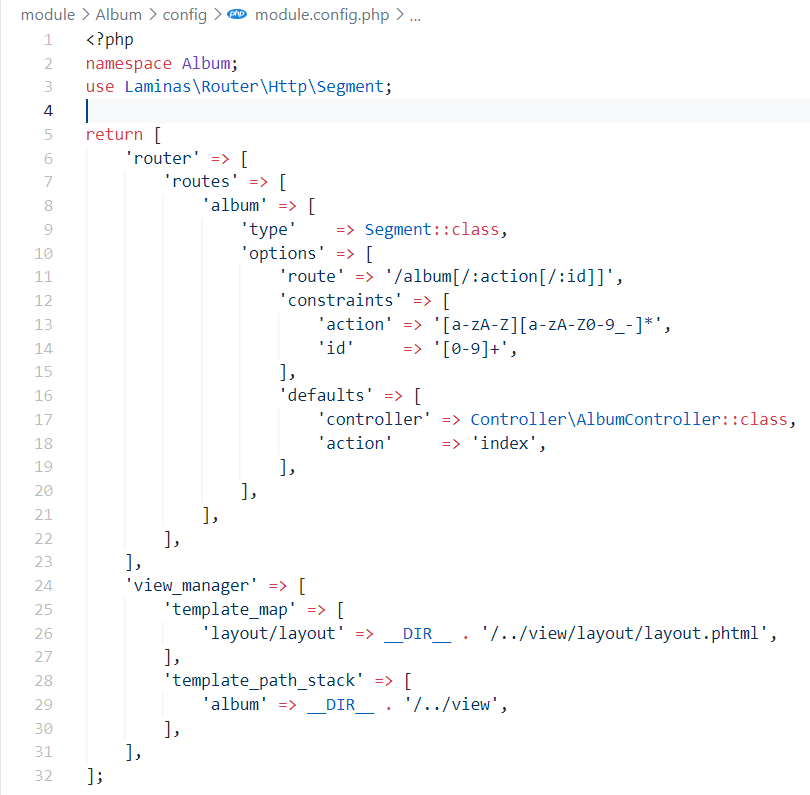 module > Album > config > php module.config.php > ...
1 <?php
2 namespace Album;
3 use Laminas\Router\Http\Segment;
4
5 return [
6     'router' => [
7         'routes' => [
8             'album' => [
9                 'type'    => Segment::class,
10                 'options' => [
11                     'route' => '/album[/:action[/:id]]',
12                     'constraints' => [
13                         'action' => '[a-zA-Z][a-zA-Z0-9_-]*',
14                         'id'     => '[0-9]+',
15                     ],
16                     'defaults' => [
17                         'controller' => Controller\AlbumController::class,
18                         'action'     => 'index',
19                     ],
20                 ],
21             ],
22         ],
23     ],
24     'view_manager' => [
25         'template_map' => [
26             'layout/layout' => __DIR__ . '/../view/layout/layout.phtml',
27         ],
28         'template_path_stack' => [
29             'album' => __DIR__ . '/../view',
30         ],
31     ],
32 ];